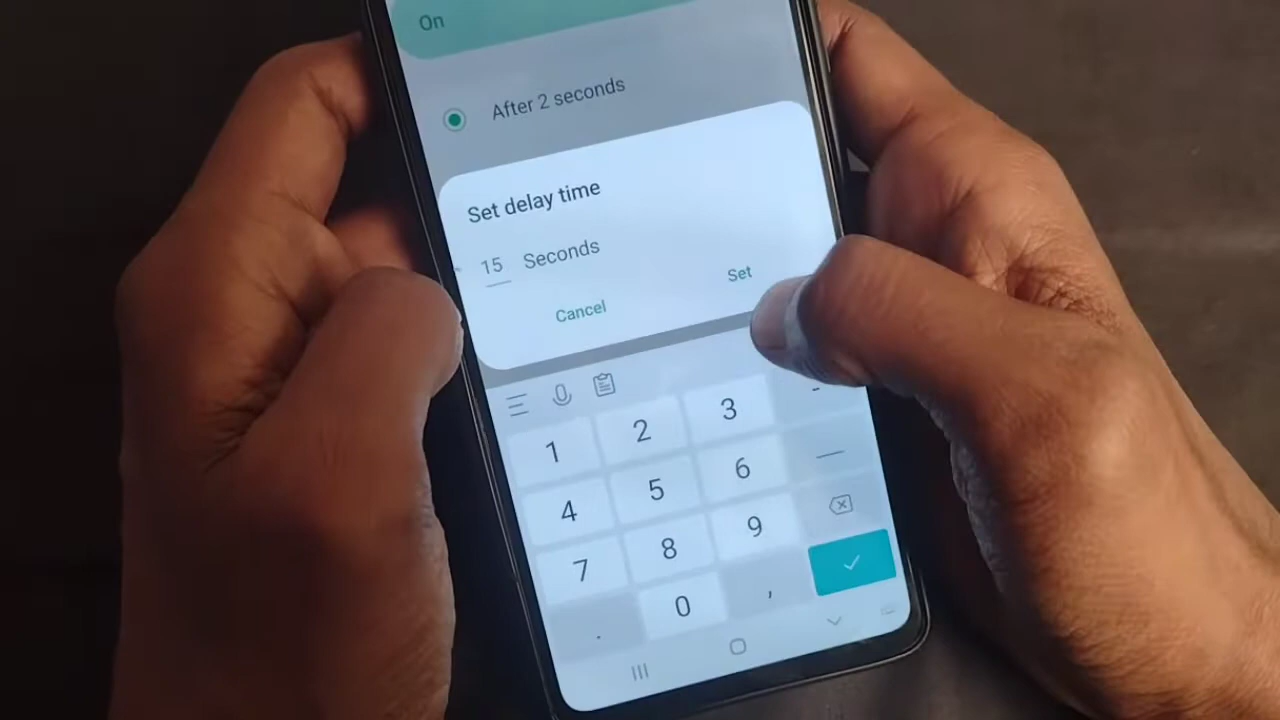 On
After 2 seconds
Set delay time
15 Seconds
Cancel Set
1 2 3 -
4 5 6
7 8 9
. 0 ,